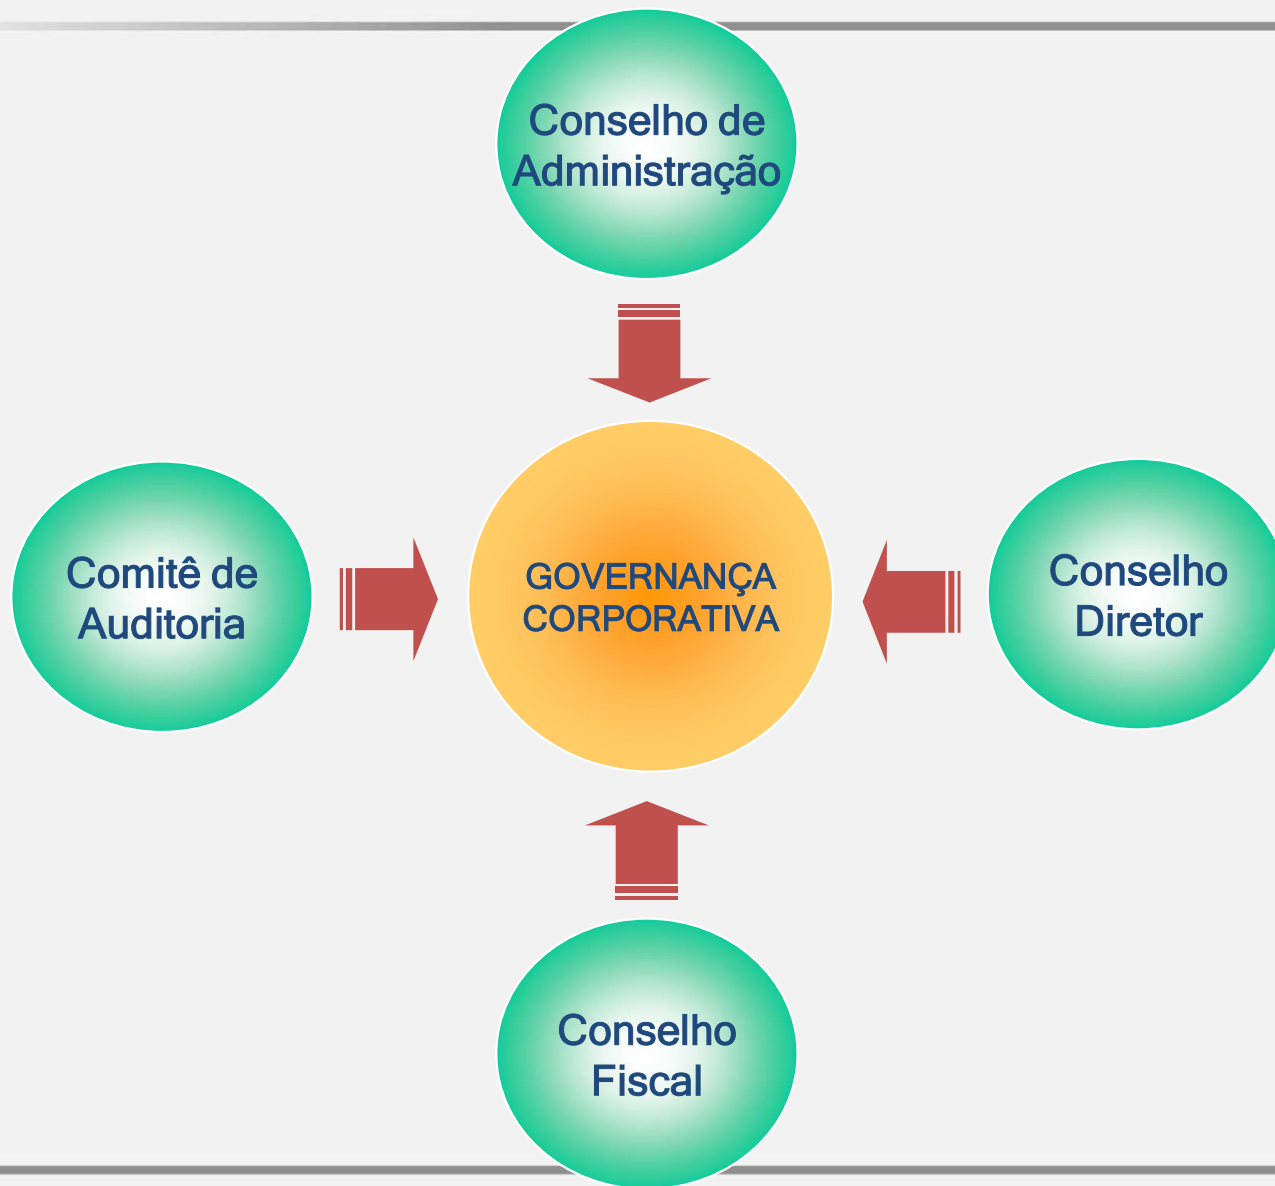 Conselho de
Administração
Comitê de
Auditoria
GOVERNANÇA
CORPORATIVA
Conselho
Diretor
Conselho
Fiscal